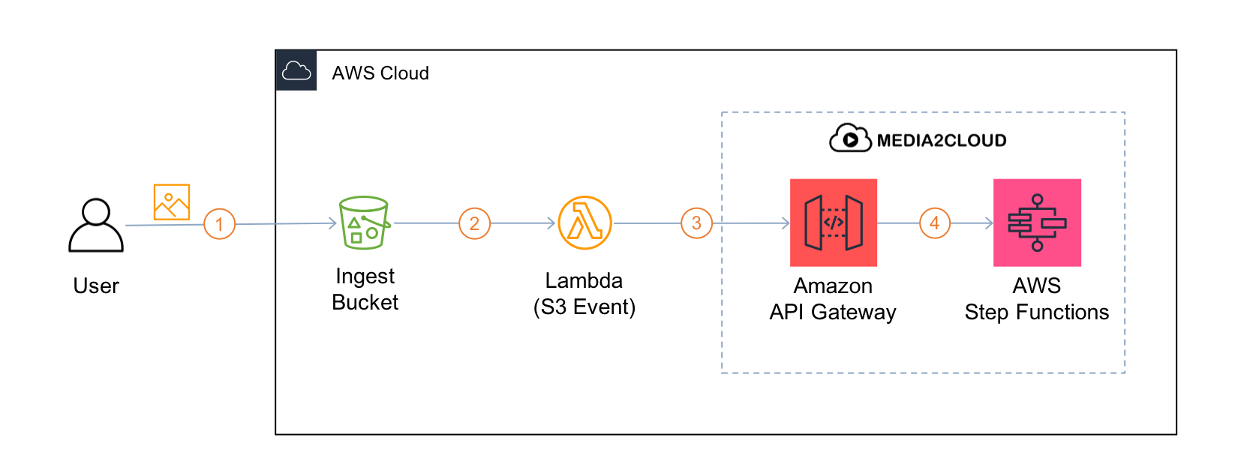 AWS Cloud
MEDIA2CLOUD
1
2
3
4
</>
User
Ingest
Bucket
Lambda
(S3 Event)
Amazon
API Gateway
AWS
Step Functions